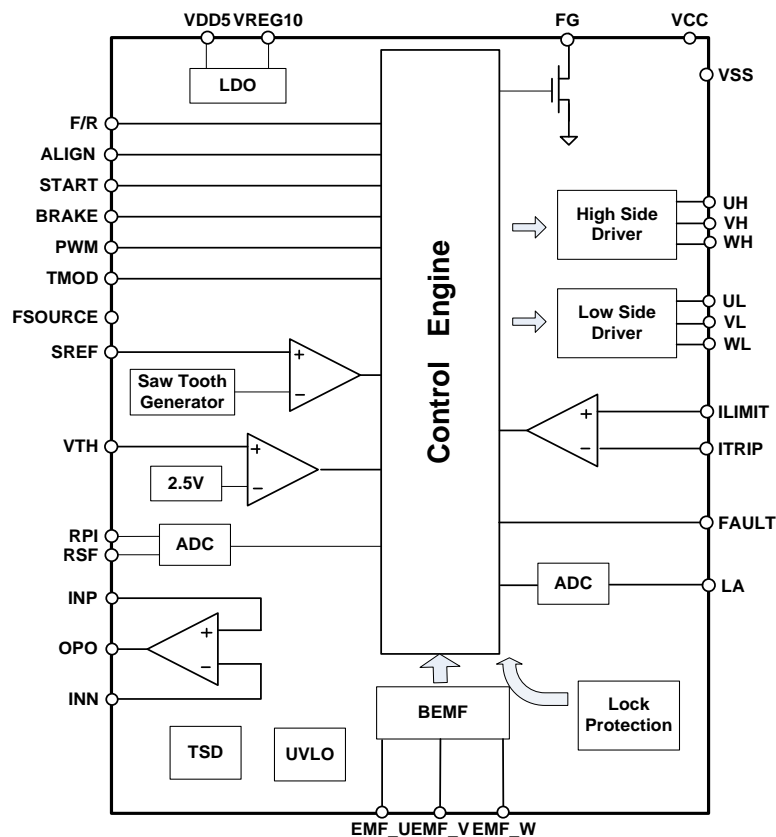 VDD5
VREG10
FG
VCC
VSS
LDO
F/R
ALIGN
START
BRAKE
PWM
TMOD
FSOURCE
SREF
Saw Tooth
Generator
VTH
2.5V
RPI
RSF
ADC
INP
OPO
INN
TSD
UVLO
Control Engine
High Side
Driver
UH
VH
WH
Low Side
Driver
UL
VL
WL
+
−
ILIMIT
ITRIP
+
−
+
−
FAULT
ADC
LA
+
−
BEMF
Lock
Protection
EMF_U
EMF_V
EMF_W